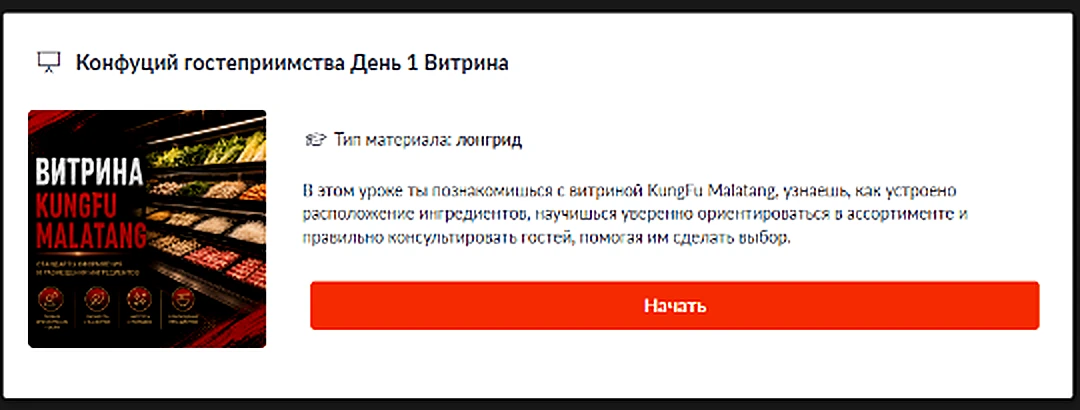 Конфуций гостеприимства День 1 Витрина
ВИТРИНА
KUNGFU
MALATANG
Тип материала: лонгрид
В этом уроке ты познакомишься с витриной KungFu Malatang, узнаешь, как устроено
расположение ингредиентов, научишься уверенно ориентироваться в ассортименте и
правильно консультировать гостей, помогая им сделать выбор.
Начать